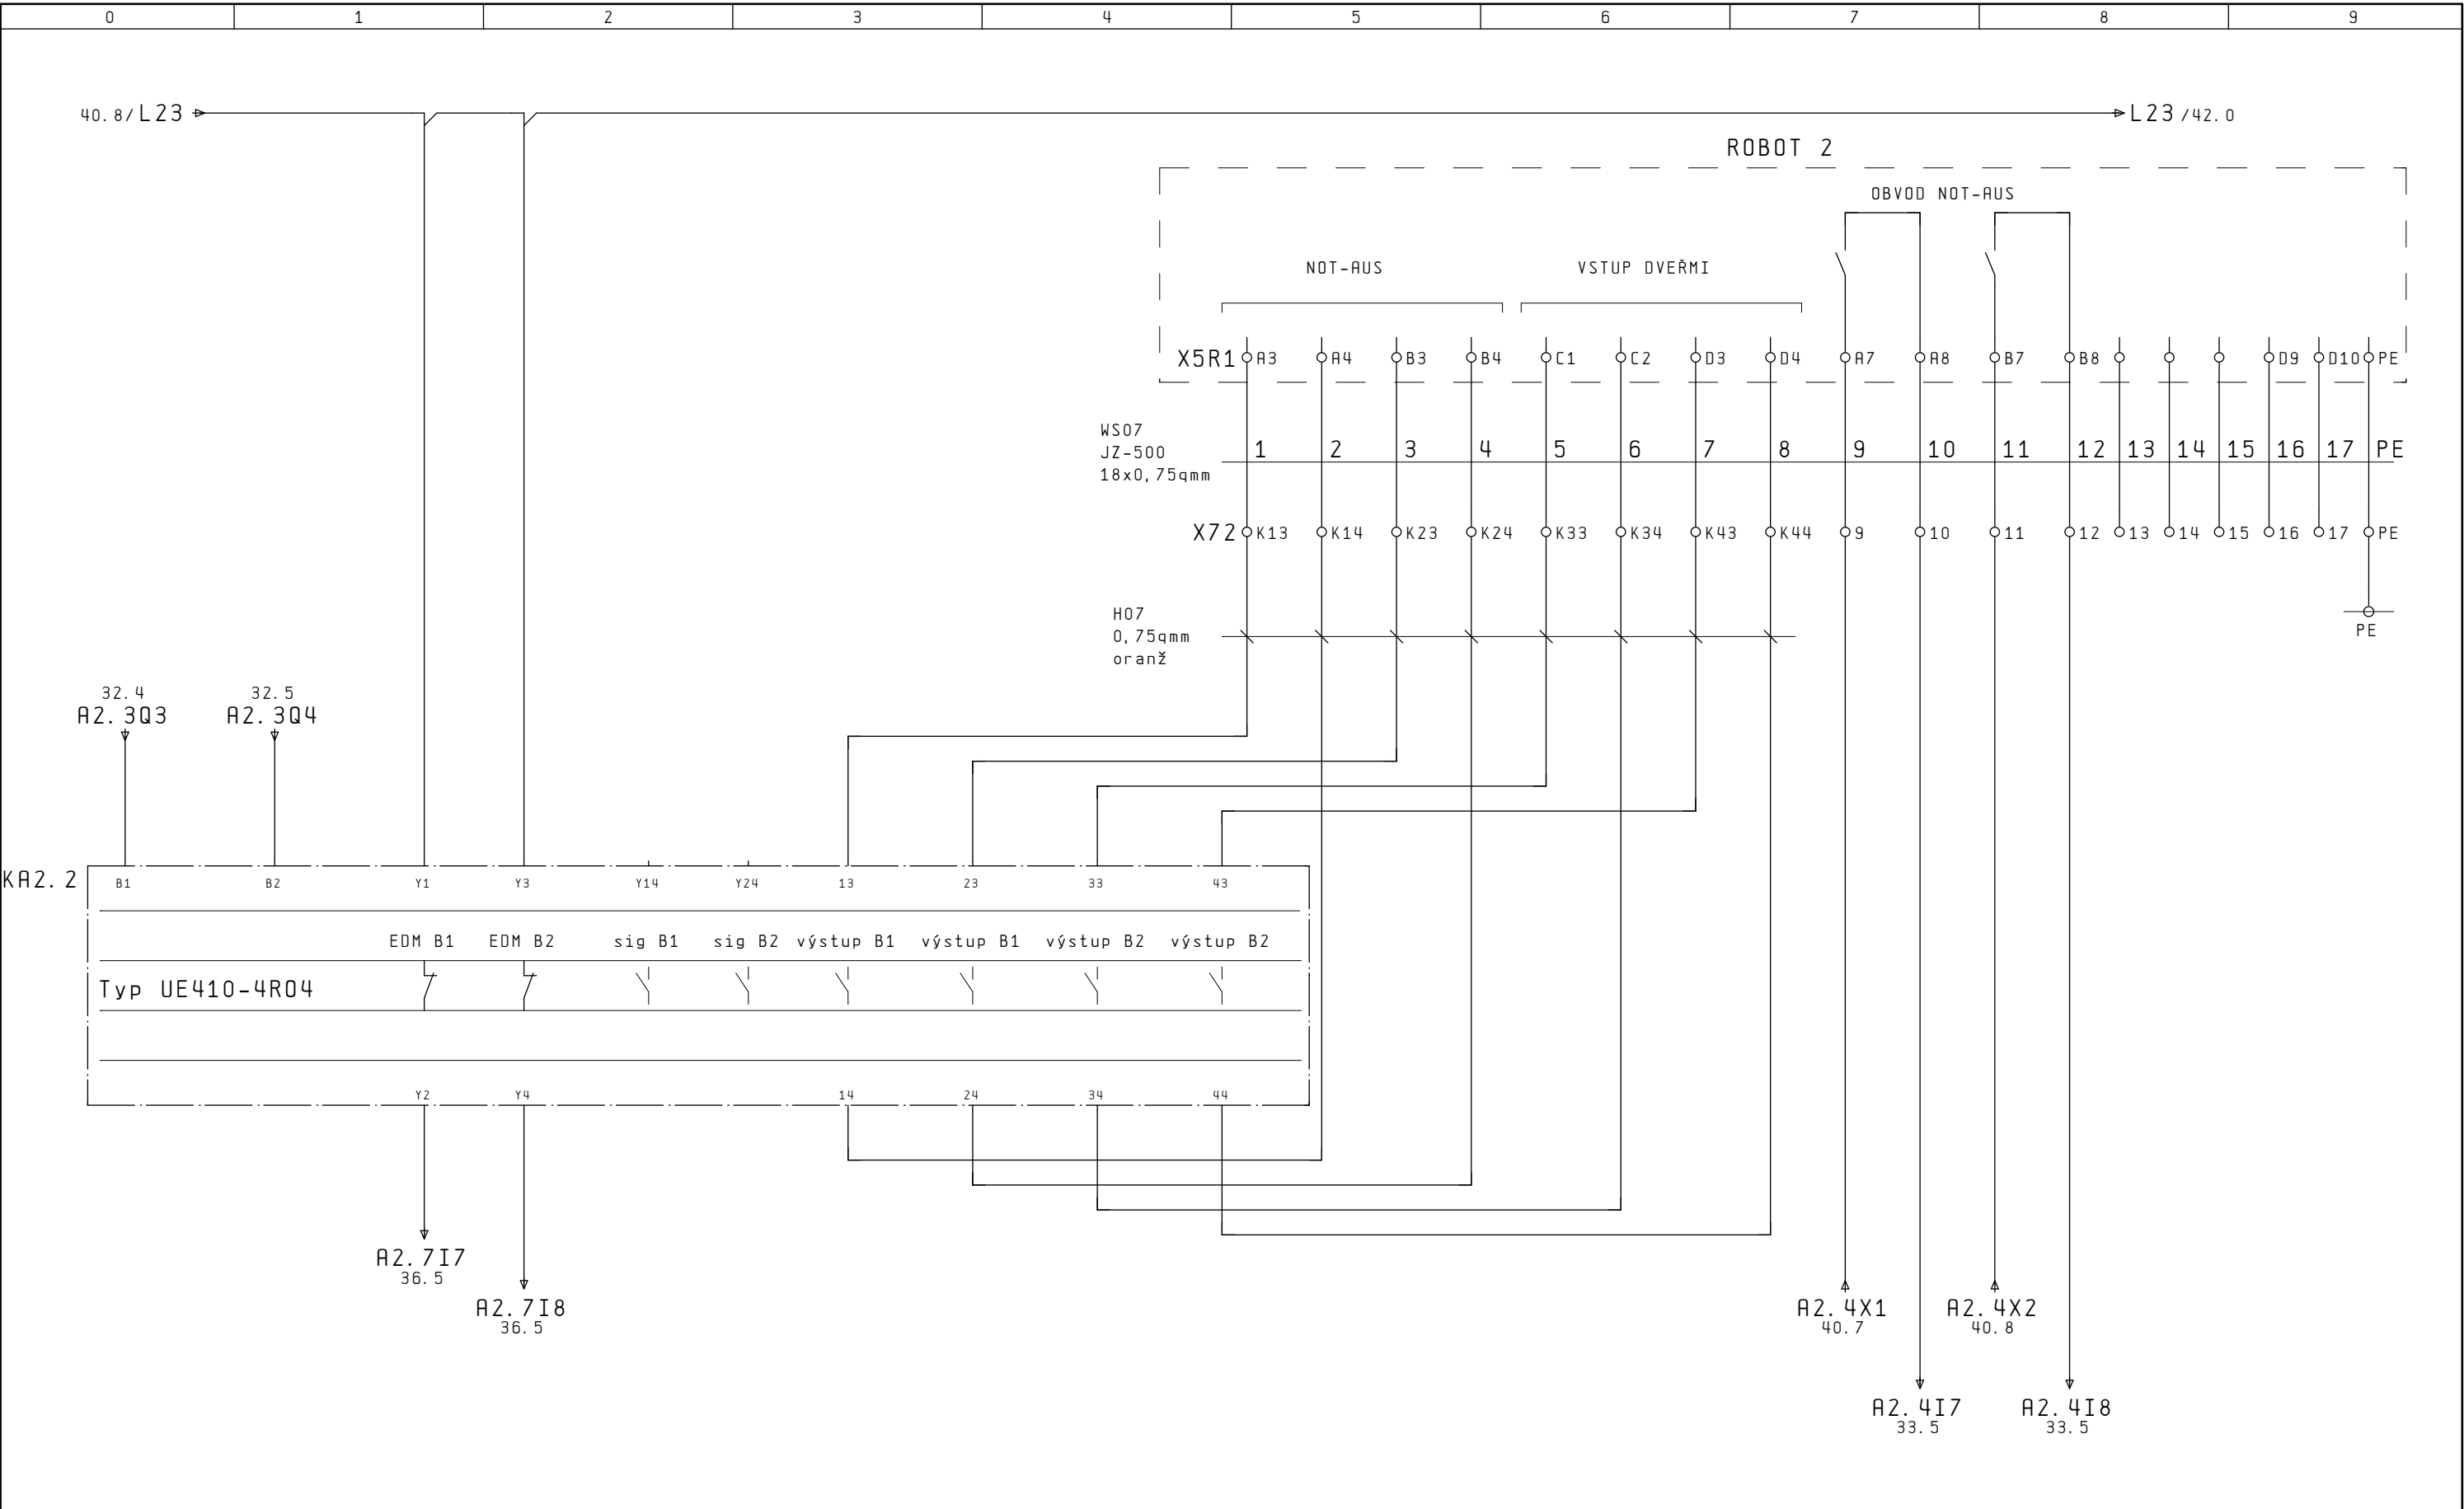 0 1 2 3 4 5 6 7 8 9
40.8/L23 L23/42.0
ROBOT 2
OBVOD NOT-AUS
NOT-AUS VSTUP DVEŘMI
X5R1 A3 A4 B3 B4 C1 C2 D3 D4 A7 A8 B7 B8 D9 D10 PE
WS07
JZ-500
18x0,75qmm
1 2 3 4 5 6 7 8 9 10 11 12 13 14 15 16 17 PE
X72 K13 K14 K23 K24 K33 K34 K43 K44 9 10 11 12 13 14 15 16 17 PE
H07
0,75qmm
oranž
PE
32.4 32.5
A2.3Q3 A2.3Q4
KA2.2 B1 B2 Y1 Y3 Y14 Y24 13 23 33 43
EDM B1 EDM B2 sig B1 sig B2 výstup B1 výstup B1 výstup B2 výstup B2
Typ UE410-4RO4
Y2 Y4 14 24 34 44
A2.7I7
36.5
A2.7I8
36.5
A2.4X1 A2.4X2
40.7 40.8
A2.4I7 A2.4I8
33.5 33.5